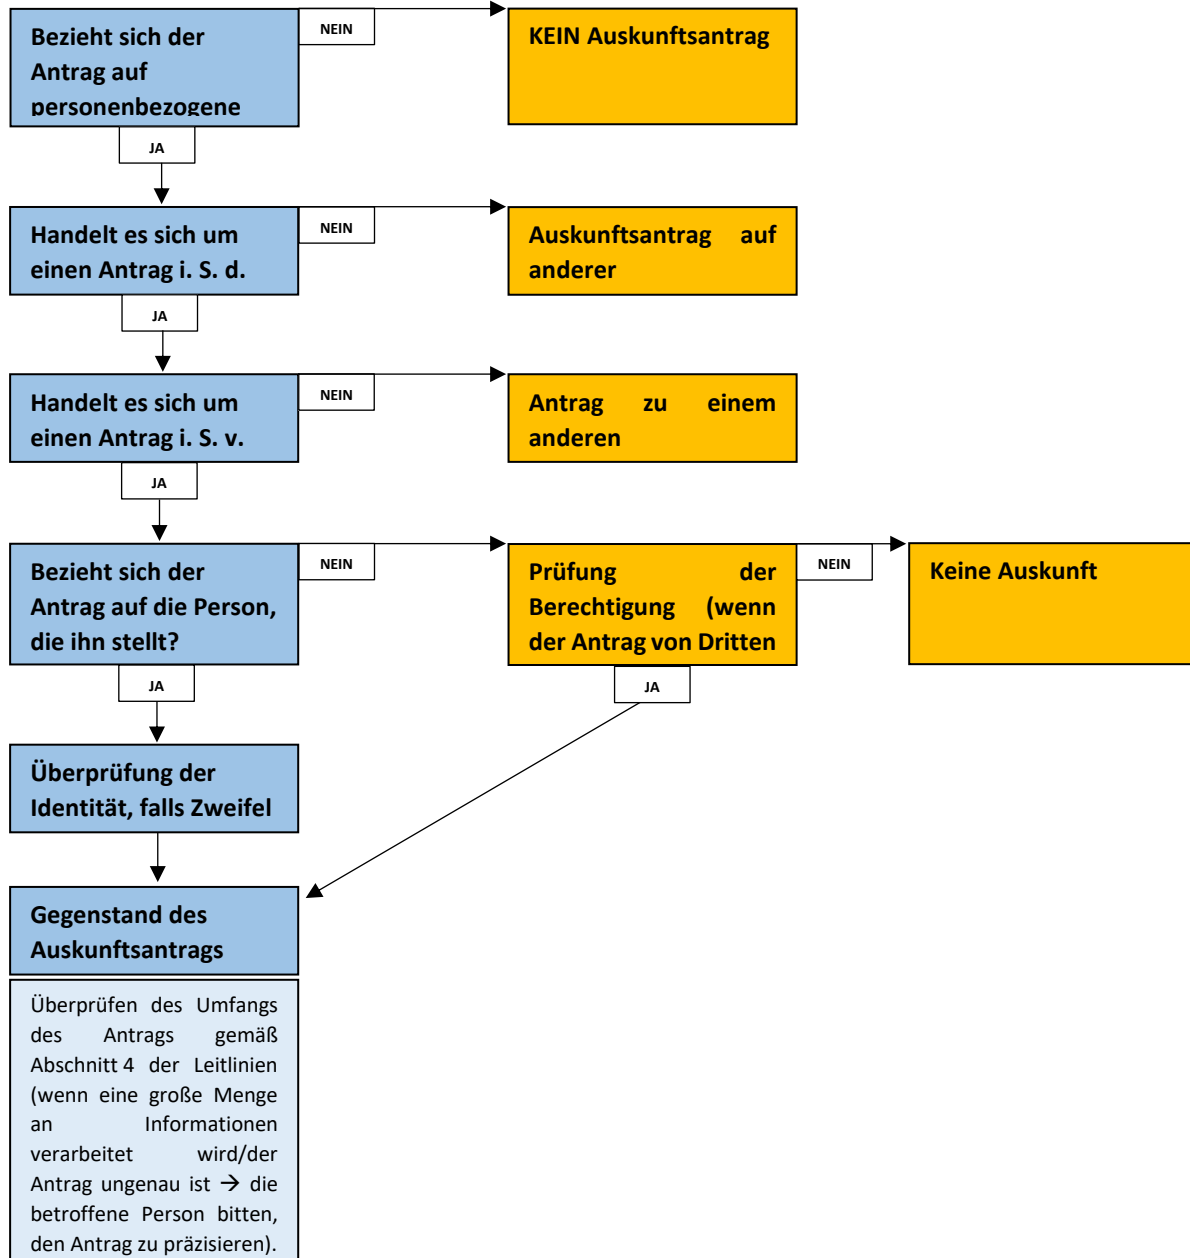 Bezieht sich der
Antrag auf
personenbezogene
NEIN
KEIN Auskunftsantrag
JA
Handelt es sich um
einen Antrag i. S. d.
NEIN
Auskunftsantrag auf
anderer
JA
Handelt es sich um
einen Antrag i. S. v.
NEIN
Antrag zu einem
anderen
JA
Bezieht sich der
Antrag auf die Person,
die ihn stellt?
NEIN
Prüfung der
Berechtigung (wenn
der Antrag von Dritten
NEIN
Keine Auskunft
JA
JA
Überprüfung der
Identität, falls Zweifel
Gegenstand des
Auskunftsantrags
Überprüfen des Umfangs
des Antrags gemäß
Abschnitt 4 der Leitlinien
(wenn eine große Menge
an Informationen
verarbeitet wird/der
Antrag ungenau ist → die
betroffene Person bitten,
den Antrag zu präzisieren).